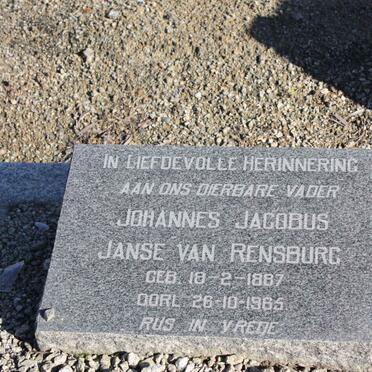 IN LIEFDEVOLLE HERINNERING
AAN ONS DIERBARE VADER
JOHANNES JACOBUS
JANSE VAN RENSBURG
GEB. 18-2-1887
OORL. 26-10-1965
RUS IN VREDE